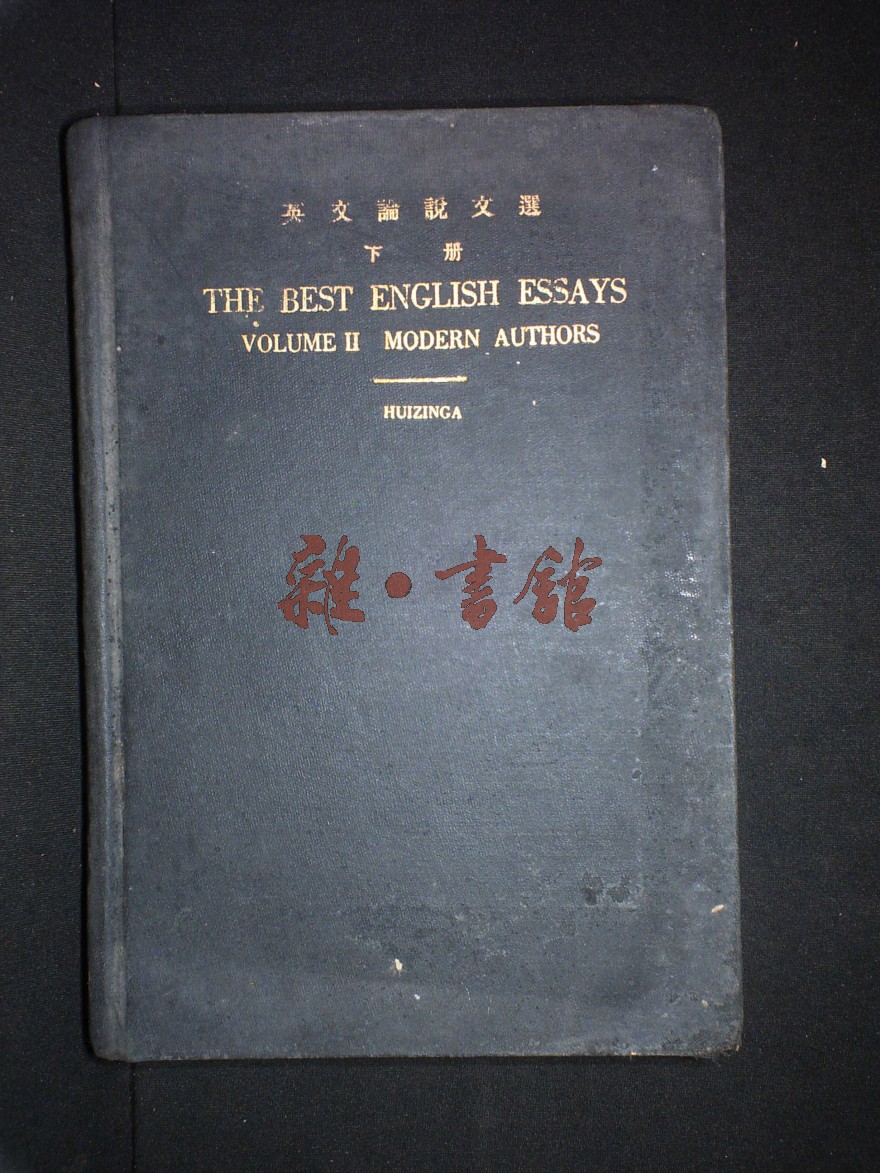 英文論說文選
下册
THE BEST ENGLISH ESSAYS
VOLUME II MODERN AUTHORS
HUIZINGA
雜·書館